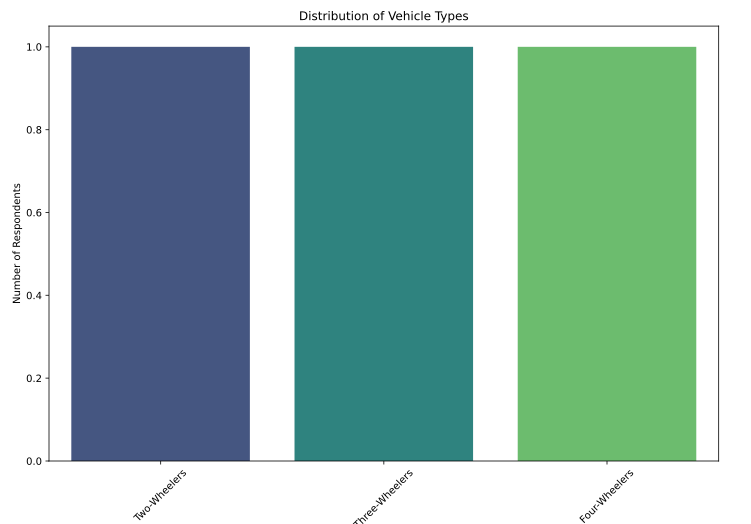 Distribution of Vehicle Types
Number of Respondents
1.0
0.8
0.6
0.4
0.2
0.0
Two-Wheelers
Three-Wheelers
Four-Wheelers